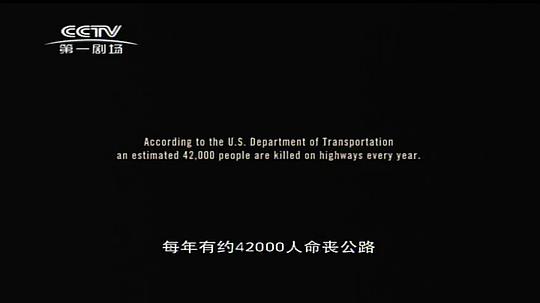 CCTV
第一剧场
According to the U.S. Department of Transportation
an estimated 42,000 people are killed on highways every year.
每年有约42000人命丧公路